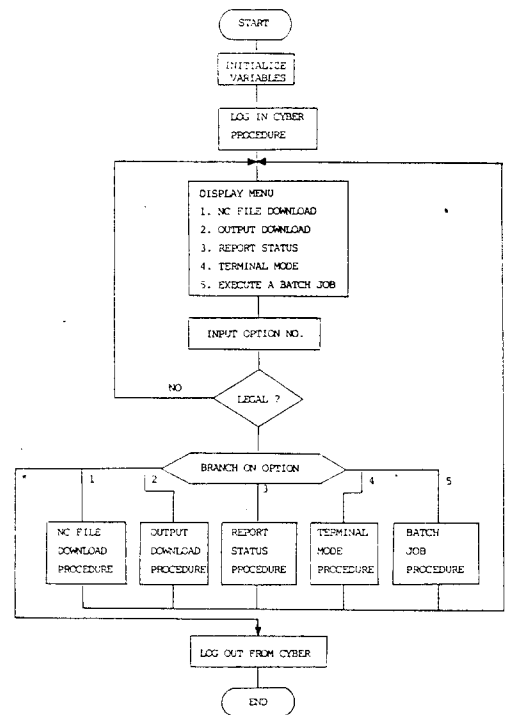 START
INITIALICE
VARIABLES
LOG IN CYBER
PROCEDURE
DISPLAY MENU
1. NC FILE DOWNLOAD
2. OUTPUT DOWNLOAD
3. REPORT STATUS
4. TERMINAL MODE
5. EXECUTE A BATCH JOB
INPUT OPTION NO.
NO
LEGAL ?
BRANCH ON OPTION
* 1 2 3 4 5
NC FILE
DOWNLOAD
PROCEDURE
OUTPUT
DOWNLOAD
PROCEDURE
REPORT
STATUS
PROCEDURE
TERMINAL
MODE
PROCEDURE
BATCH
JOB
PROCEDURE
LOG OUT FROM CYBER
END